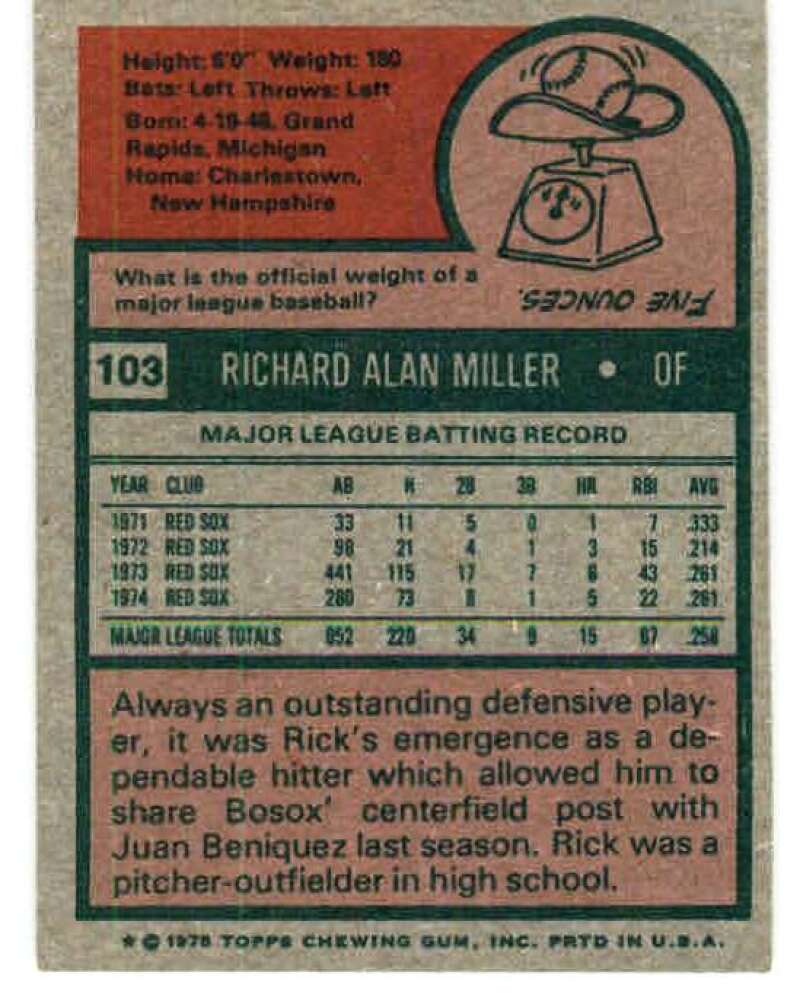 Height: 6'0" Weight: 180
Bats: Left Throws: Left
Born: 4-19-48, Grand
Rapids, Michigan
Home: Charlestown,
New Hampshire
What is the official weight of a
major league baseball?
FIVE OUNCES.
103 RICHARD ALAN MILLER • OF
MAJOR LEAGUE BATTING RECORD
YEAR CLUB AB H 2B 3B HR RBI AVG
1971 RED SOX 33 11 5 0 1 7 .333
1972 RED SOX 98 21 4 1 3 15 .214
1973 RED SOX 441 115 17 7 6 43 .261
1974 RED SOX 280 73 8 1 5 22 .261
MAJOR LEAGUE TOTALS 852 220 34 9 15 87 .258
Always an outstanding defensive play-
er, it was Rick's emergence as a de-
pendable hitter which allowed him to
share Bosox' centerfield post with
Juan Beniquez last season. Rick was a
pitcher-outfielder in high school.
★ © 1975 TOPPS CHEWING GUM, INC. PRTD IN U.S.A.